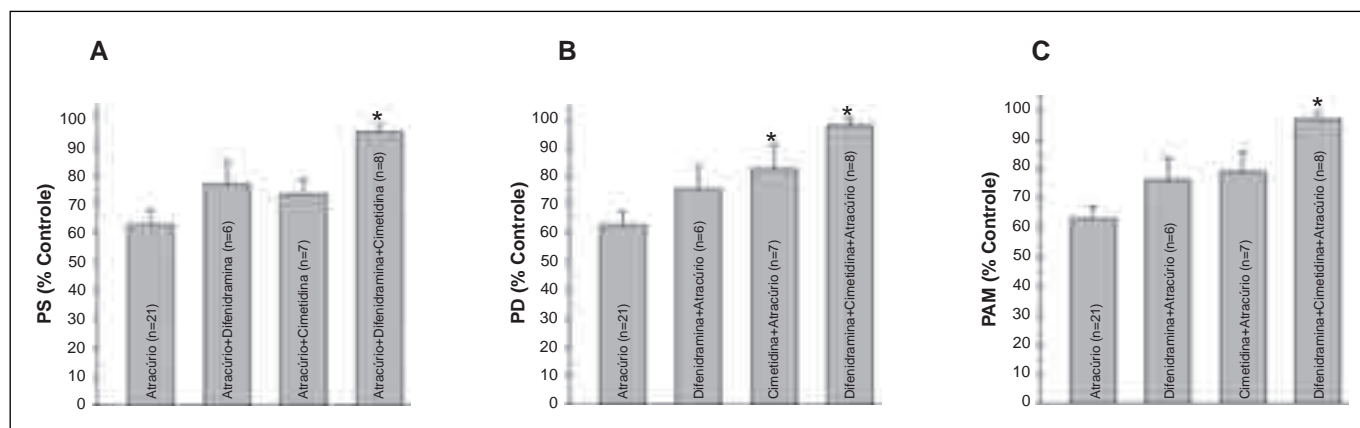 A
PS (% Controle)
100
90
80
70
60
50
40
30
20
10
0
Atracúrio (n=21)
Atracúrio+Difenidramina (n=6)
Atracúrio+Cimetidina (n=7)
Atracúrio+Difenidramina+Cimetidina (n=8)
*
B
PD (% Controle)
100
90
80
70
60
50
40
30
20
10
0
Atracúrio (n=21)
Difenidramina+Atracúrio (n=6)
Cimetidina+Atracúrio (n=7)
*
Difenidramina+Cimetidina+Atracúrio (n=8)
*
C
PAM (% Controle)
100
90
80
70
60
50
40
30
20
10
0
Atracúrio (n=21)
Difenidramina+Atracúrio (n=6)
Cimetidina+Atracúrio (n=7)
Difenidramina+Cimetidina+Atracúrio (n=8)
*